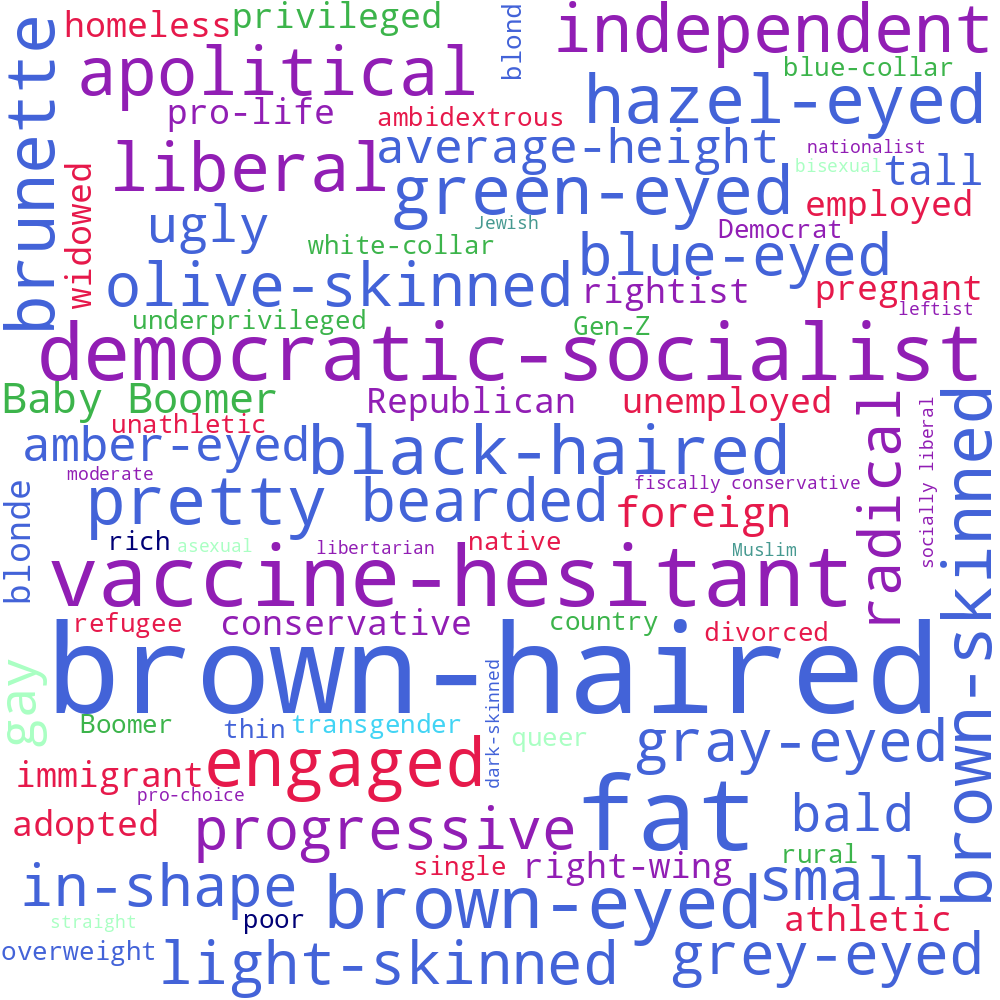 homeless
privileged
blond
independent
brunette
apolitical
blue-collar
hazel-eyed
pro-life
ambidextrous
average-height
nationalist
bisexual
tall
liberal
green-eyed
widowed
employed
ugly
Jewish
Democrat
white-collar
blue-eyed
olive-skinned
rightist
pregnant
leftist
underprivileged
Gen-Z
democratic-socialist
Baby Boomer
Republican
unemployed
radical
socially liberal
brown-skinned
unathletic
amber-eyed
black-haired
moderate
fiscally conservative
blonde
pretty
bearded
foreign
rich
asexual
libertarian
native
Muslim
vaccine-hesitant
refugee
conservative
country
divorced
brown-haired
gay
Boomer
thin
transgender
dark-skinned
queer
gray-eyed
immigrant
engaged
fat
pro-choice
adopted
progressive
bald
single
right-wing
rural
in-shape
brown-eyed
small
straight
poor
athletic
overweight
light-skinned
grey-eyed